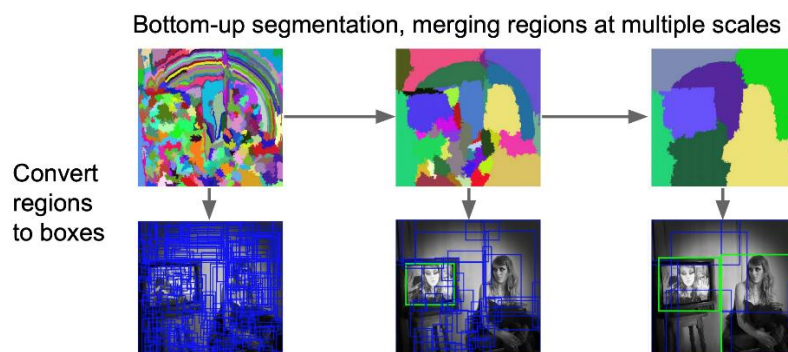 Bottom-up segmentation, merging regions at multiple scales
Convert
regions
to boxes